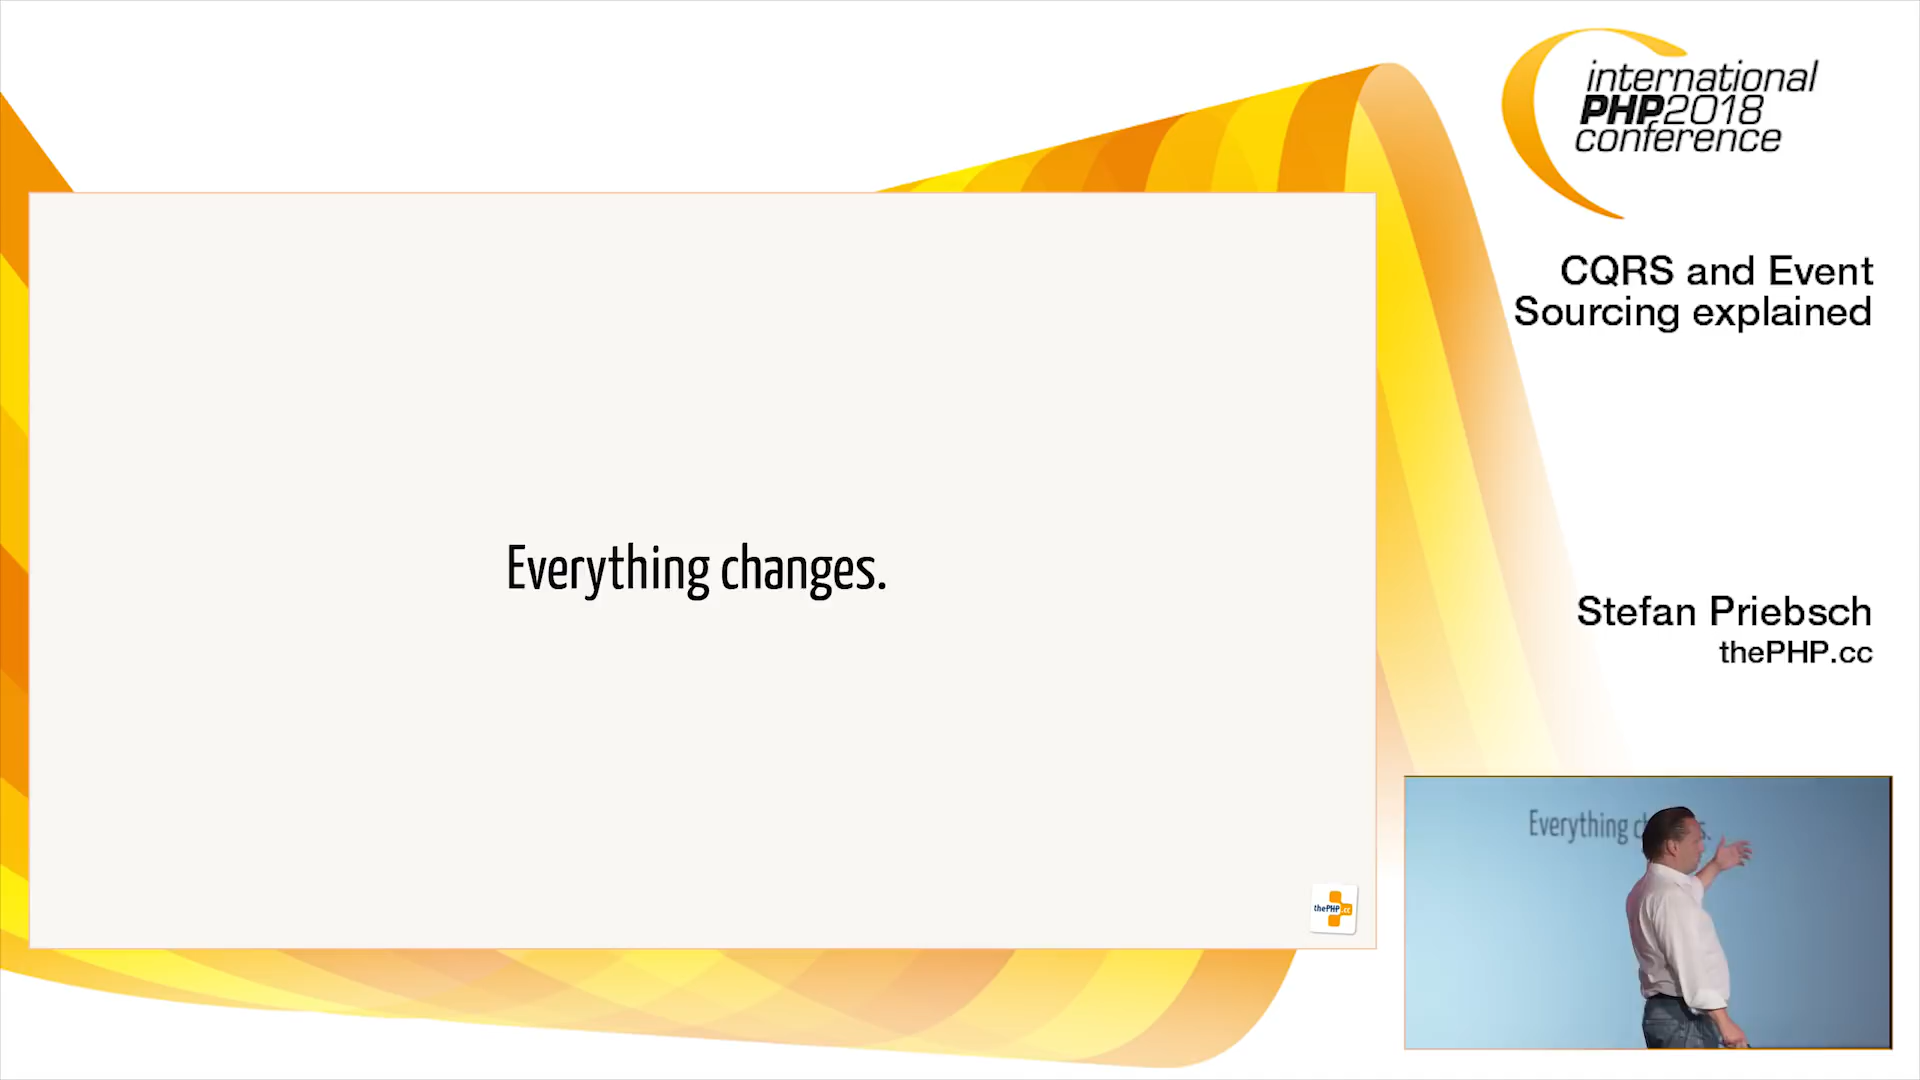 international
PHP2018
conference
CQRS and Event
Sourcing explained
Everything changes.
Stefan Priebsch
thePHP.cc
Everything
thePHP.cc